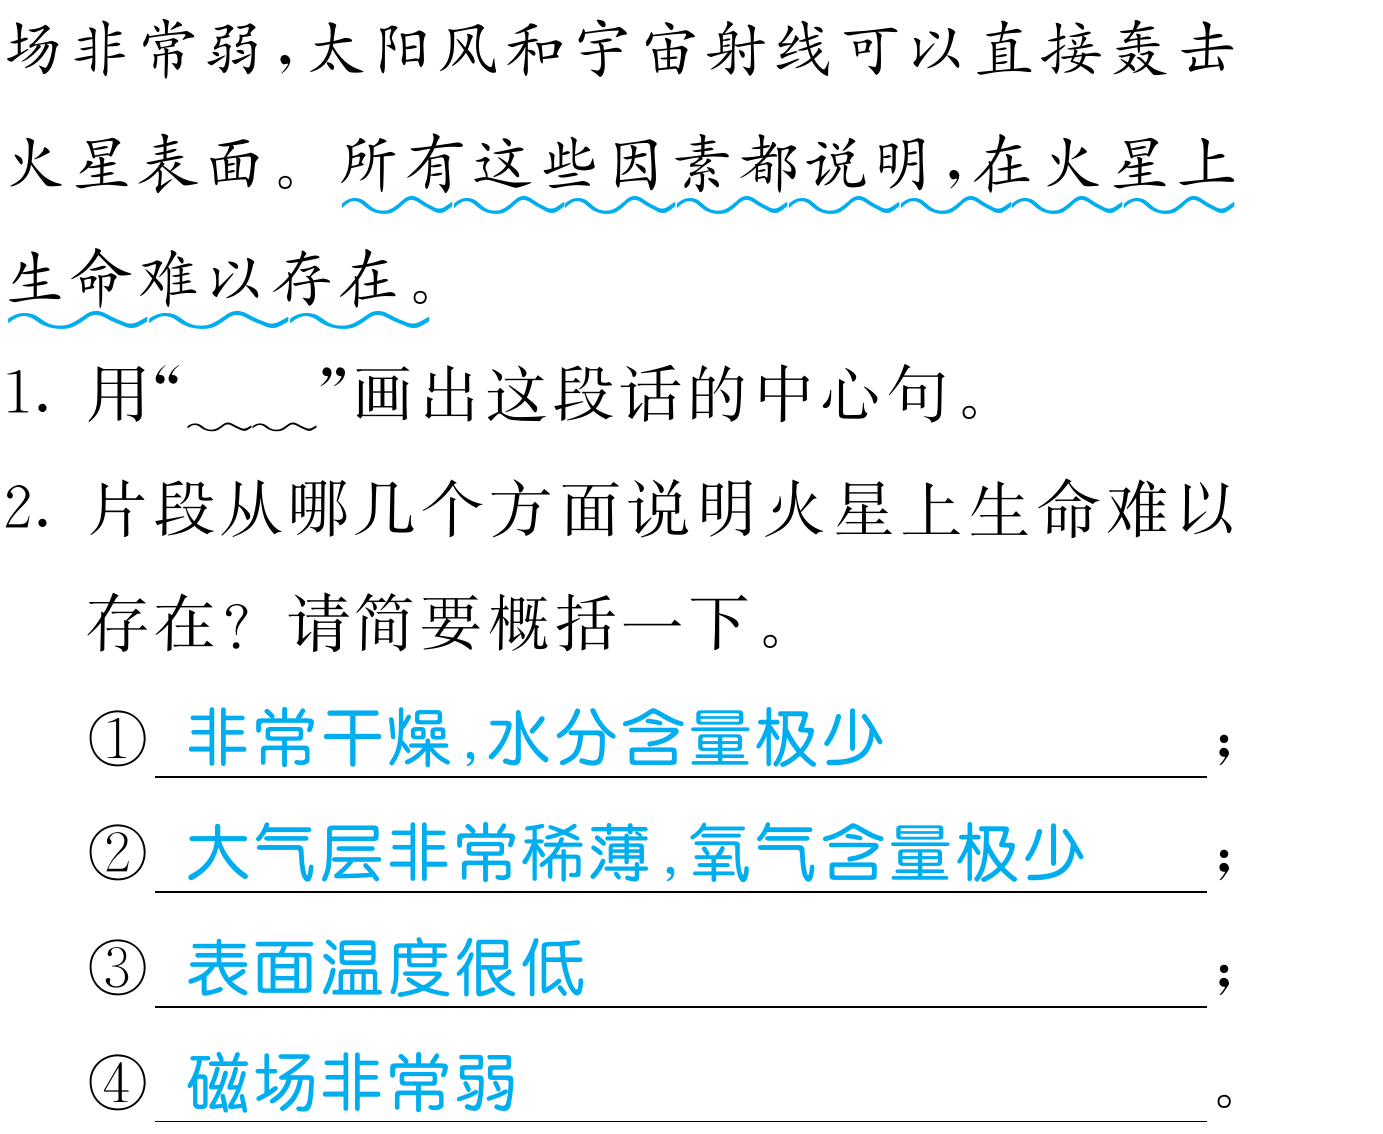 场非常弱,太阳风和宇宙射线可以直接轰击
火星表面。所有这些因素都说明,在火星上
生命难以存在。
1. 用“﹏﹏”画出这段话的中心句。
2. 片段从哪几个方面说明火星上生命难以
存在? 请简要概括一下。
① 非常干燥,水分含量极少;
② 大气层非常稀薄,氧气含量极少;
③ 表面温度很低;
④ 磁场非常弱。